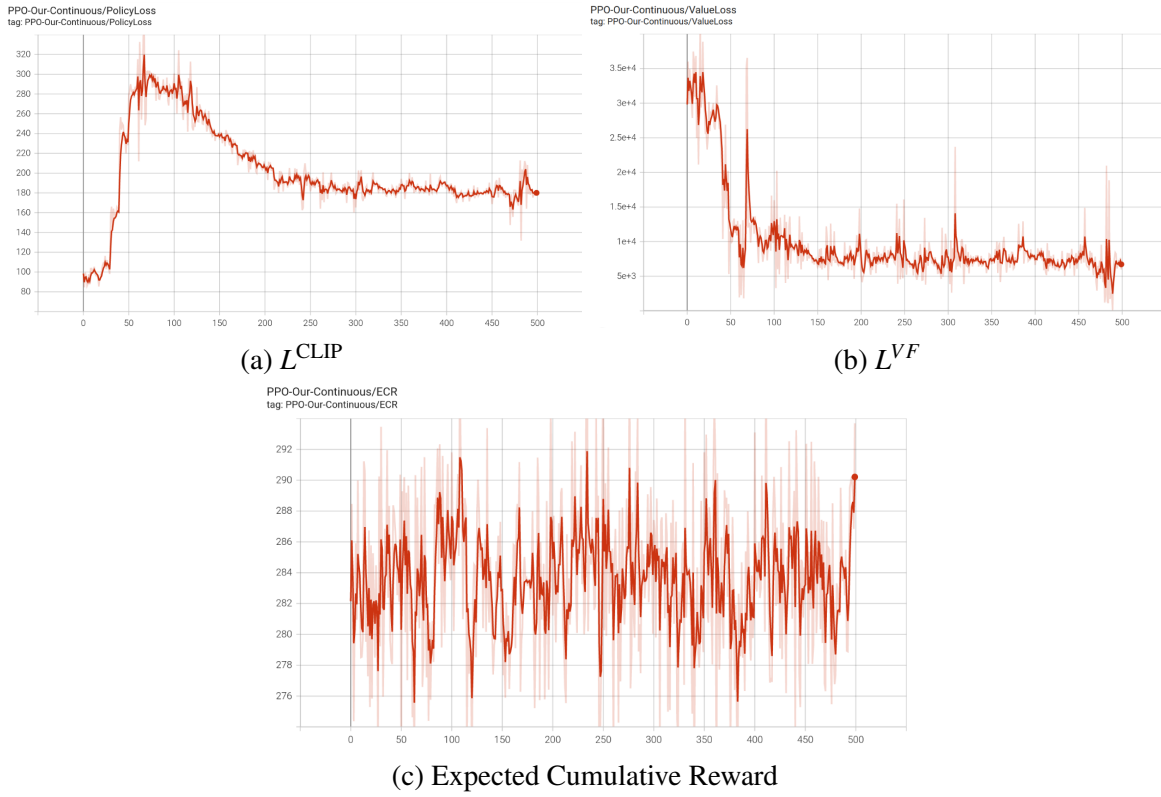 PPO-Our-Continuous/PolicyLoss
tag: PPO-Our-Continuous/PolicyLoss
320
300
280
260
240
220
200
180
160
140
120
100
80
0 50 100 150 200 250 300 350 400 450 500
(a) L^CLIP
PPO-Our-Continuous/ValueLoss
tag: PPO-Our-Continuous/ValueLoss
3.5e+4
3e+4
2.5e+4
2e+4
1.5e+4
1e+4
5e+3
0 50 100 150 200 250 300 350 400 450 500
(b) L^VF
PPO-Our-Continuous/ECR
tag: PPO-Our-Continuous/ECR
292
290
288
286
284
282
280
278
276
0 50 100 150 200 250 300 350 400 450 500
(c) Expected Cumulative Reward